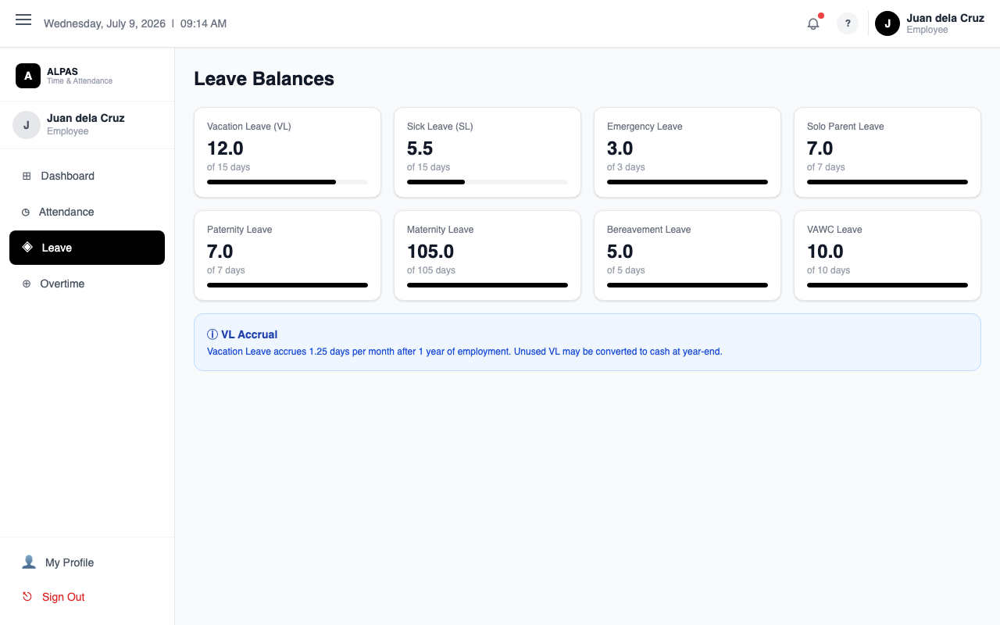 Wednesday, July 9, 2026 | 09:14 AM
?
J
Juan dela Cruz
Employee
A
ALPAS
Time & Attendance
J
Juan dela Cruz
Employee
Dashboard
Attendance
Leave
Overtime
My Profile
Sign Out
Leave Balances
Vacation Leave (VL)
12.0
of 15 days
Sick Leave (SL)
5.5
of 15 days
Emergency Leave
3.0
of 3 days
Solo Parent Leave
7.0
of 7 days
Paternity Leave
7.0
of 7 days
Maternity Leave
105.0
of 105 days
Bereavement Leave
5.0
of 5 days
VAWC Leave
10.0
of 10 days
ⓘ VL Accrual
Vacation Leave accrues 1.25 days per month after 1 year of employment. Unused VL may be converted to cash at year-end.